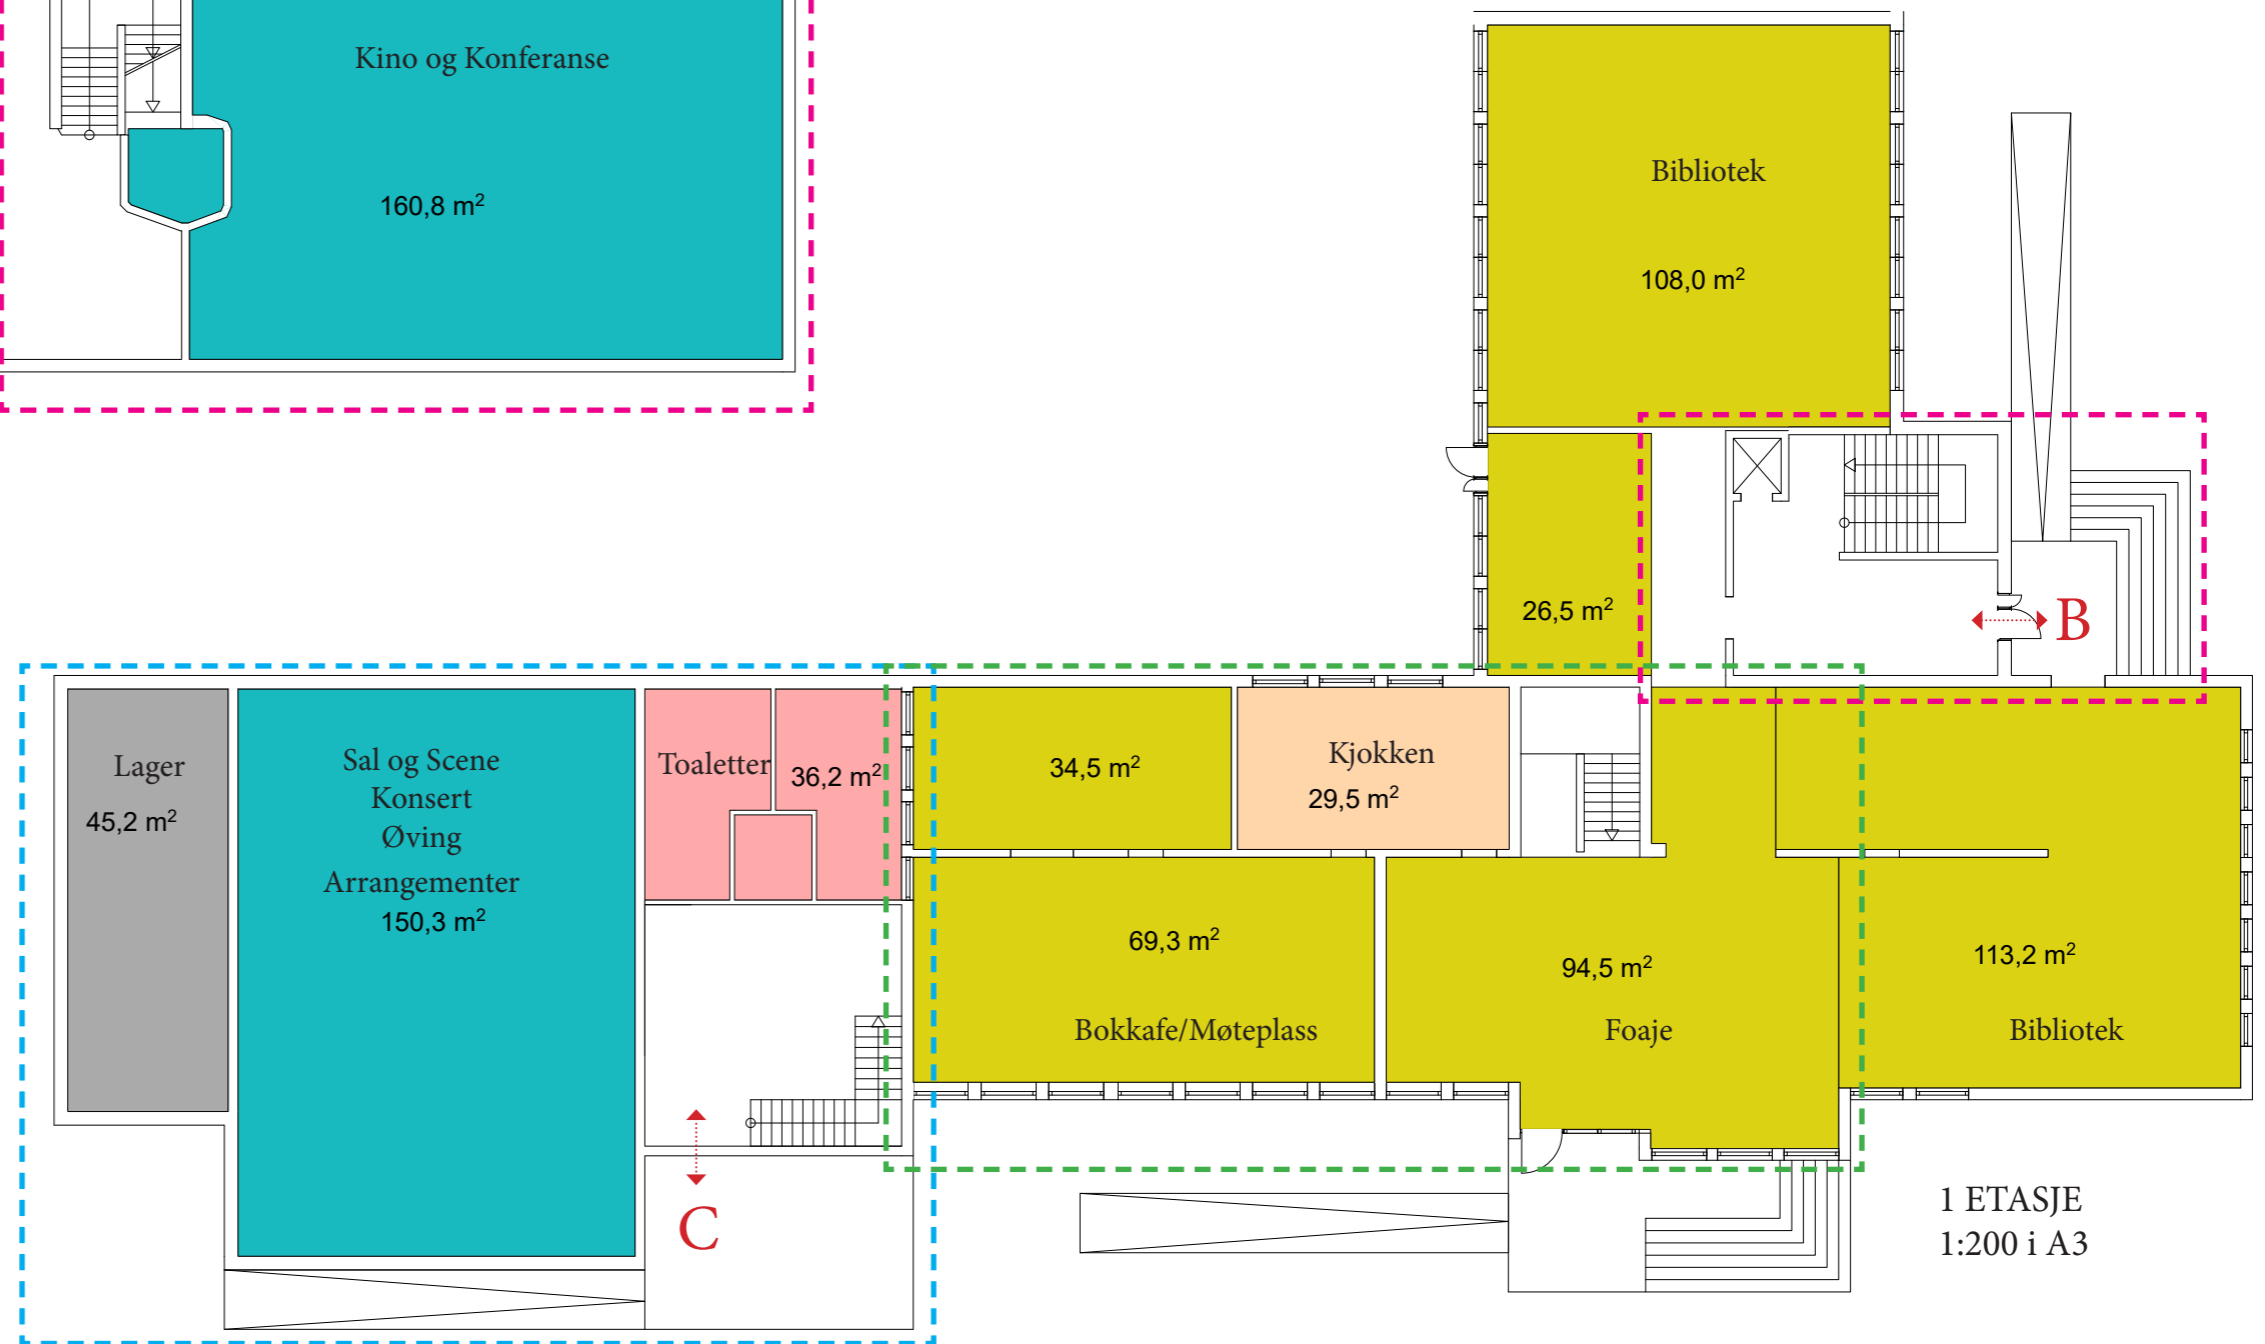 Kino og Konferanse
160,8 m²
Bibliotek
108,0 m²
26,5 m²
B
Lager
45,2 m²
Sal og Scene
Konsert
Øving
Arrangementer
150,3 m²
Toaletter
36,2 m²
34,5 m²
Kjokken
29,5 m²
69,3 m²
Bokkafe/Møteplass
94,5 m²
Foaje
113,2 m²
Bibliotek
C
1 ETASJE
1:200 i A3